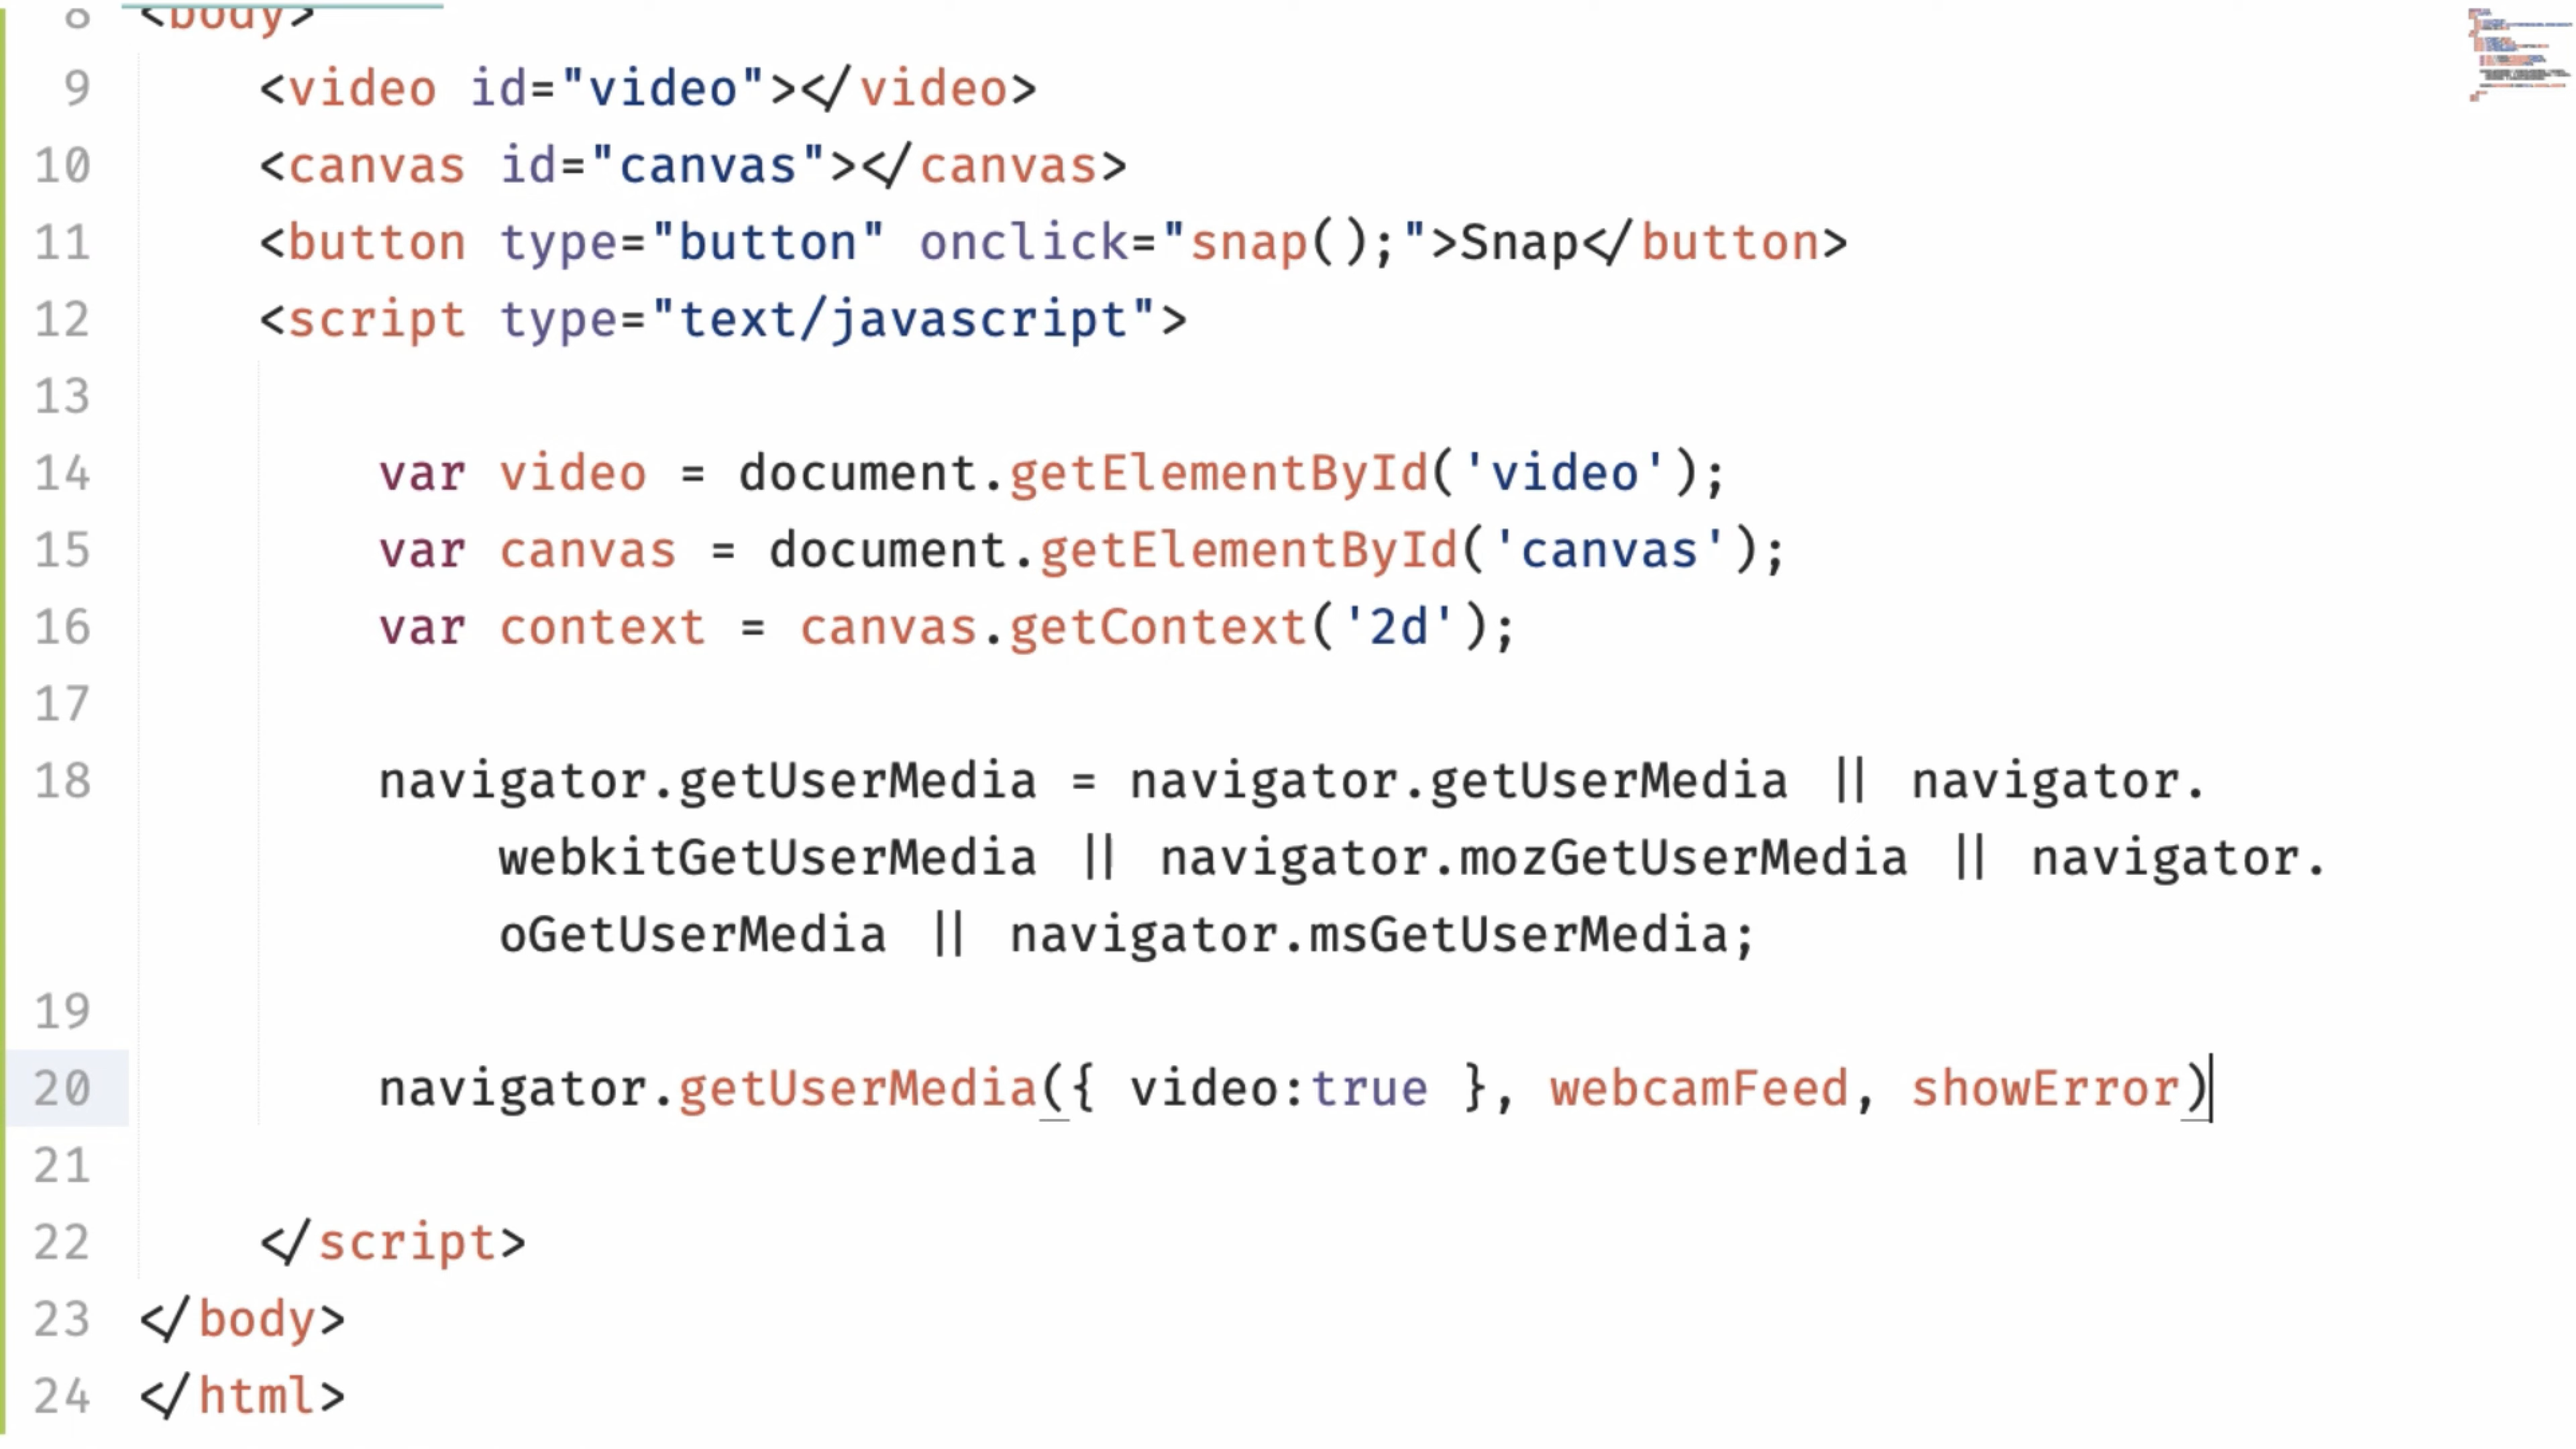 8 <body>
9 <video id="video"></video>
10 <canvas id="canvas"></canvas>
11 <button type="button" onclick="snap();">Snap</button>
12 <script type="text/javascript">
13
14 var video = document.getElementById('video');
15 var canvas = document.getElementById('canvas');
16 var context = canvas.getContext('2d');
17
18 navigator.getUserMedia = navigator.getUserMedia || navigator.
webkitGetUserMedia || navigator.mozGetUserMedia || navigator.
oGetUserMedia || navigator.msGetUserMedia;
19
20 navigator.getUserMedia({ video:true }, webcamFeed, showError)
21
22 </script>
23 </body>
24 </html>